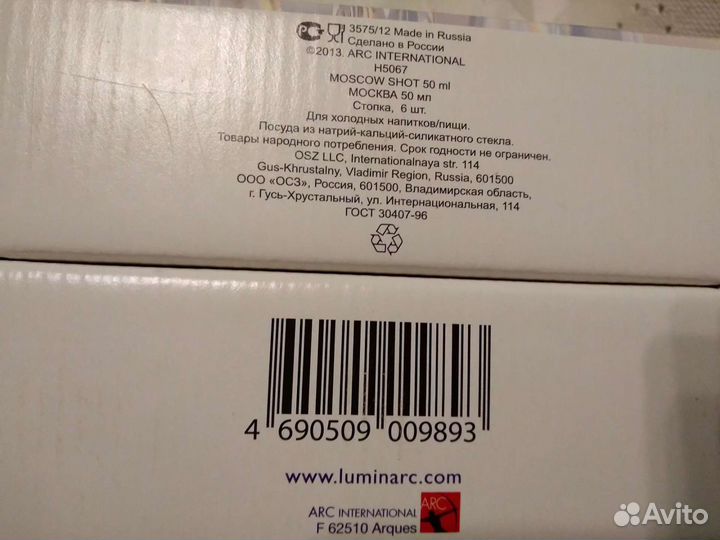 3575/12 Made in Russia
Сделано в России
©2013. ARC INTERNATIONAL
H5067
MOSCOW SHOT 50 ml
МОСКВА 50 мл
Стопка, 6 шт.
Для холодных напитков/пищи.
Посуда из натрий-кальций-силикатного стекла.
Товары народного потребления. Срок годности не ограничен.
OSZ LLC, Internationalnaya str. 114
Gus-Khrustalny, Vladimir Region, Russia, 601500
ООО «ОСЗ», Россия, 601500, Владимирская область,
г. Гусь-Хрустальный, ул. Интернациональная, 114
ГОСТ 30407-96
4 690509 009893
www.luminarc.com
ARC INTERNATIONAL
F 62510 Arques
ARC
Avito